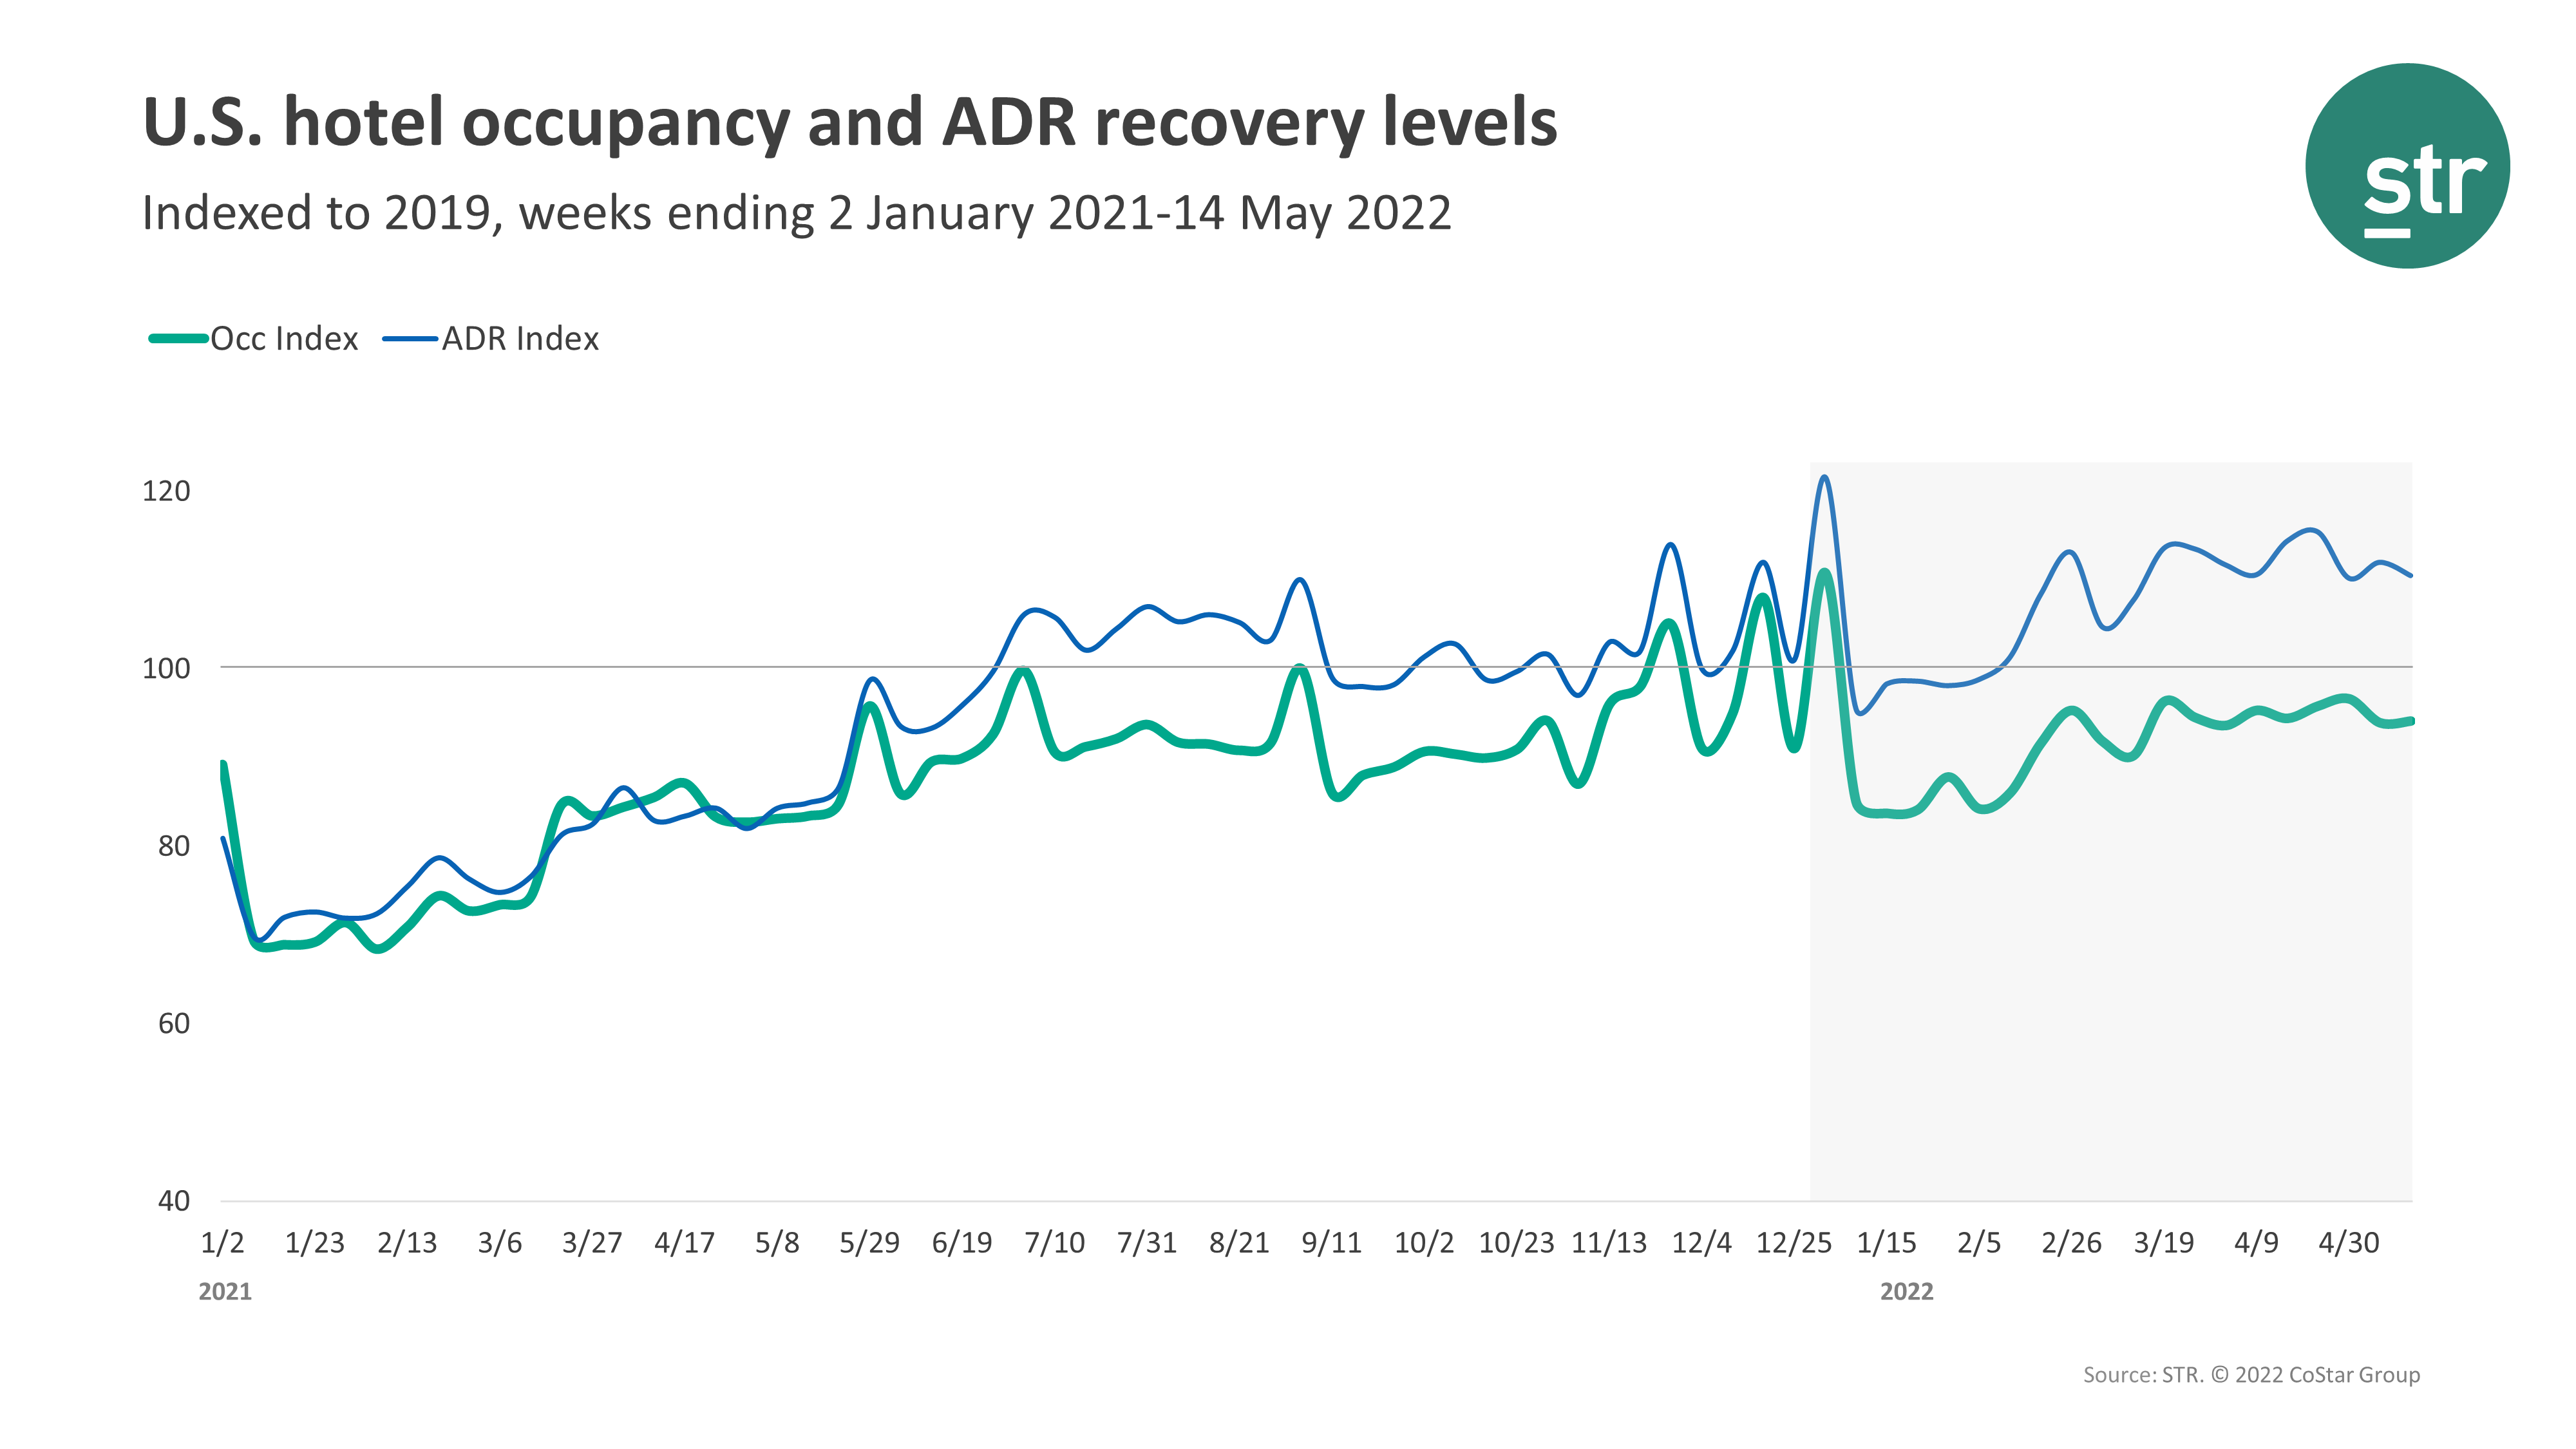 U.S. hotel occupancy and ADR recovery levels
Indexed to 2019, weeks ending 2 January 2021-14 May 2022
str
Occ Index ADR Index
120
100
80
60
40
1/2 1/23 2/13 3/6 3/27 4/17 5/8 5/29 6/19 7/10 7/31 8/21 9/11 10/2 10/23 11/13 12/4 12/25 1/15 2/5 2/26 3/19 4/9 4/30
2021 2022
Source: STR. © 2022 CoStar Group